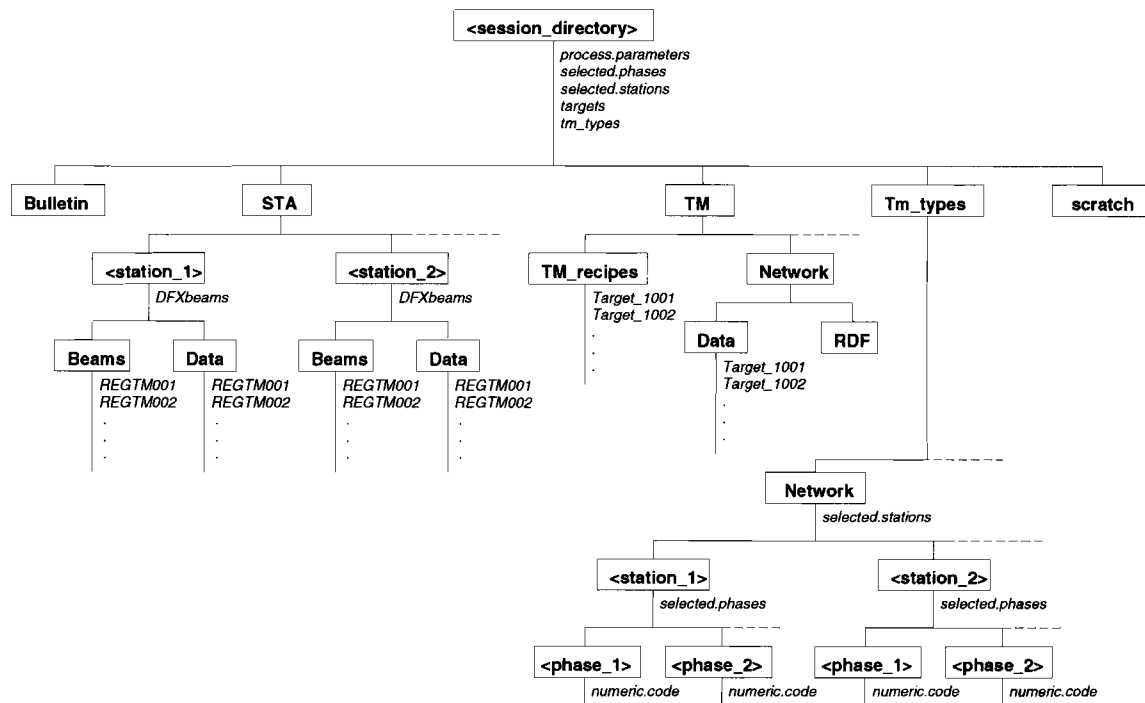 <session_directory>
process.parameters
selected.phases
selected.stations
targets
tm_types
Bulletin
STA
TM
Tm_types
scratch
<station_1>
<station_2>
TM_recipes
Network
DFXbeams
DFXbeams
Target_1001
Target_1002
.
.
.
Beams
Data
Beams
Data
Data
RDF
REGTM001
REGTM002
.
.
.
REGTM001
REGTM002
.
.
.
REGTM001
REGTM002
.
.
.
REGTM001
REGTM002
.
.
.
Target_1001
Target_1002
.
.
.
Network
selected.stations
<station_1>
<station_2>
selected.phases
selected.phases
<phase_1>
<phase_2>
<phase_1>
<phase_2>
numeric.code
numeric.code
numeric.code
numeric.code